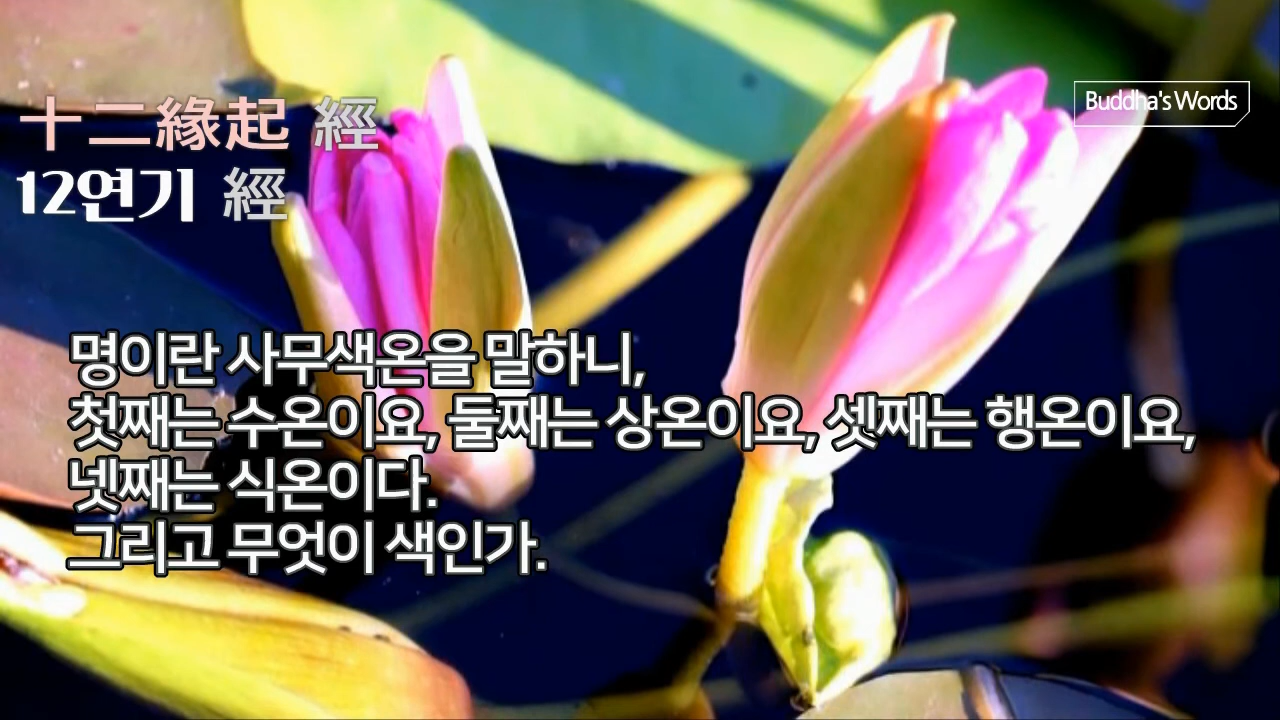 十二緣起 經
12연기 經
Buddha's Words
명이란 사무색온을 말하니,
첫째는 수온이요, 둘째는 상온이요, 셋째는 행온이요,
넷째는 식온이다.
그리고 무엇이 색인가.